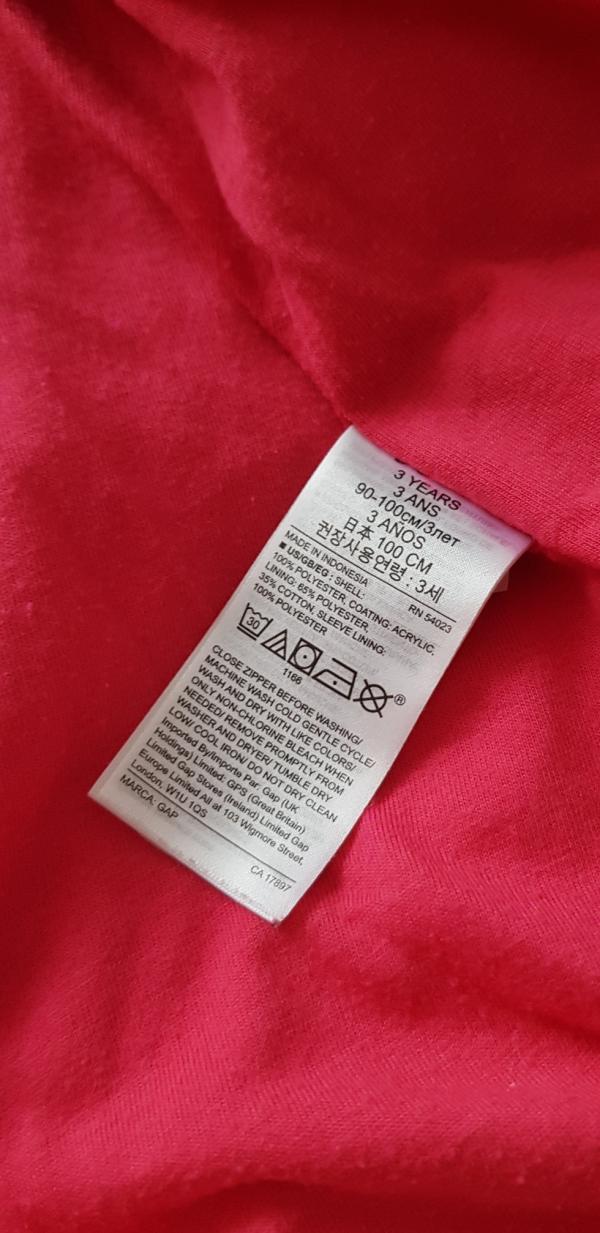 3 YEARS
3 ANS
90-100см/3лет
3 AÑOS
日本 100 CM
권장사용연령 : 3세
MADE IN INDONESIA
RN 54023
■ US/GB/EG : SHELL:
100% POLYESTER, COATING: ACRYLIC,
LINING: 65% POLYESTER,
35% COTTON, SLEEVE LINING:
100% POLYESTER
30
®
1166
CLOSE ZIPPER BEFORE WASHING/
MACHINE WASH COLD GENTLE CYCLE/
WASH AND DRY WITH LIKE COLORS/
ONLY NON-CHLORINE BLEACH WHEN
NEEDED/ REMOVE PROMPTLY FROM
WASHER AND DRYER/ TUMBLE DRY
LOW/ COOL IRON/ DO NOT DRY CLEAN
Imported By/Importe Par: Gap (UK
Holdings) Limited: GPS (Great Britain)
Limited Gap Stores (Ireland) Limited Gap
Europe Limited All at 103 Wigmore Street,
London, W1U 1QS
MARCA: GAP
CA 17897